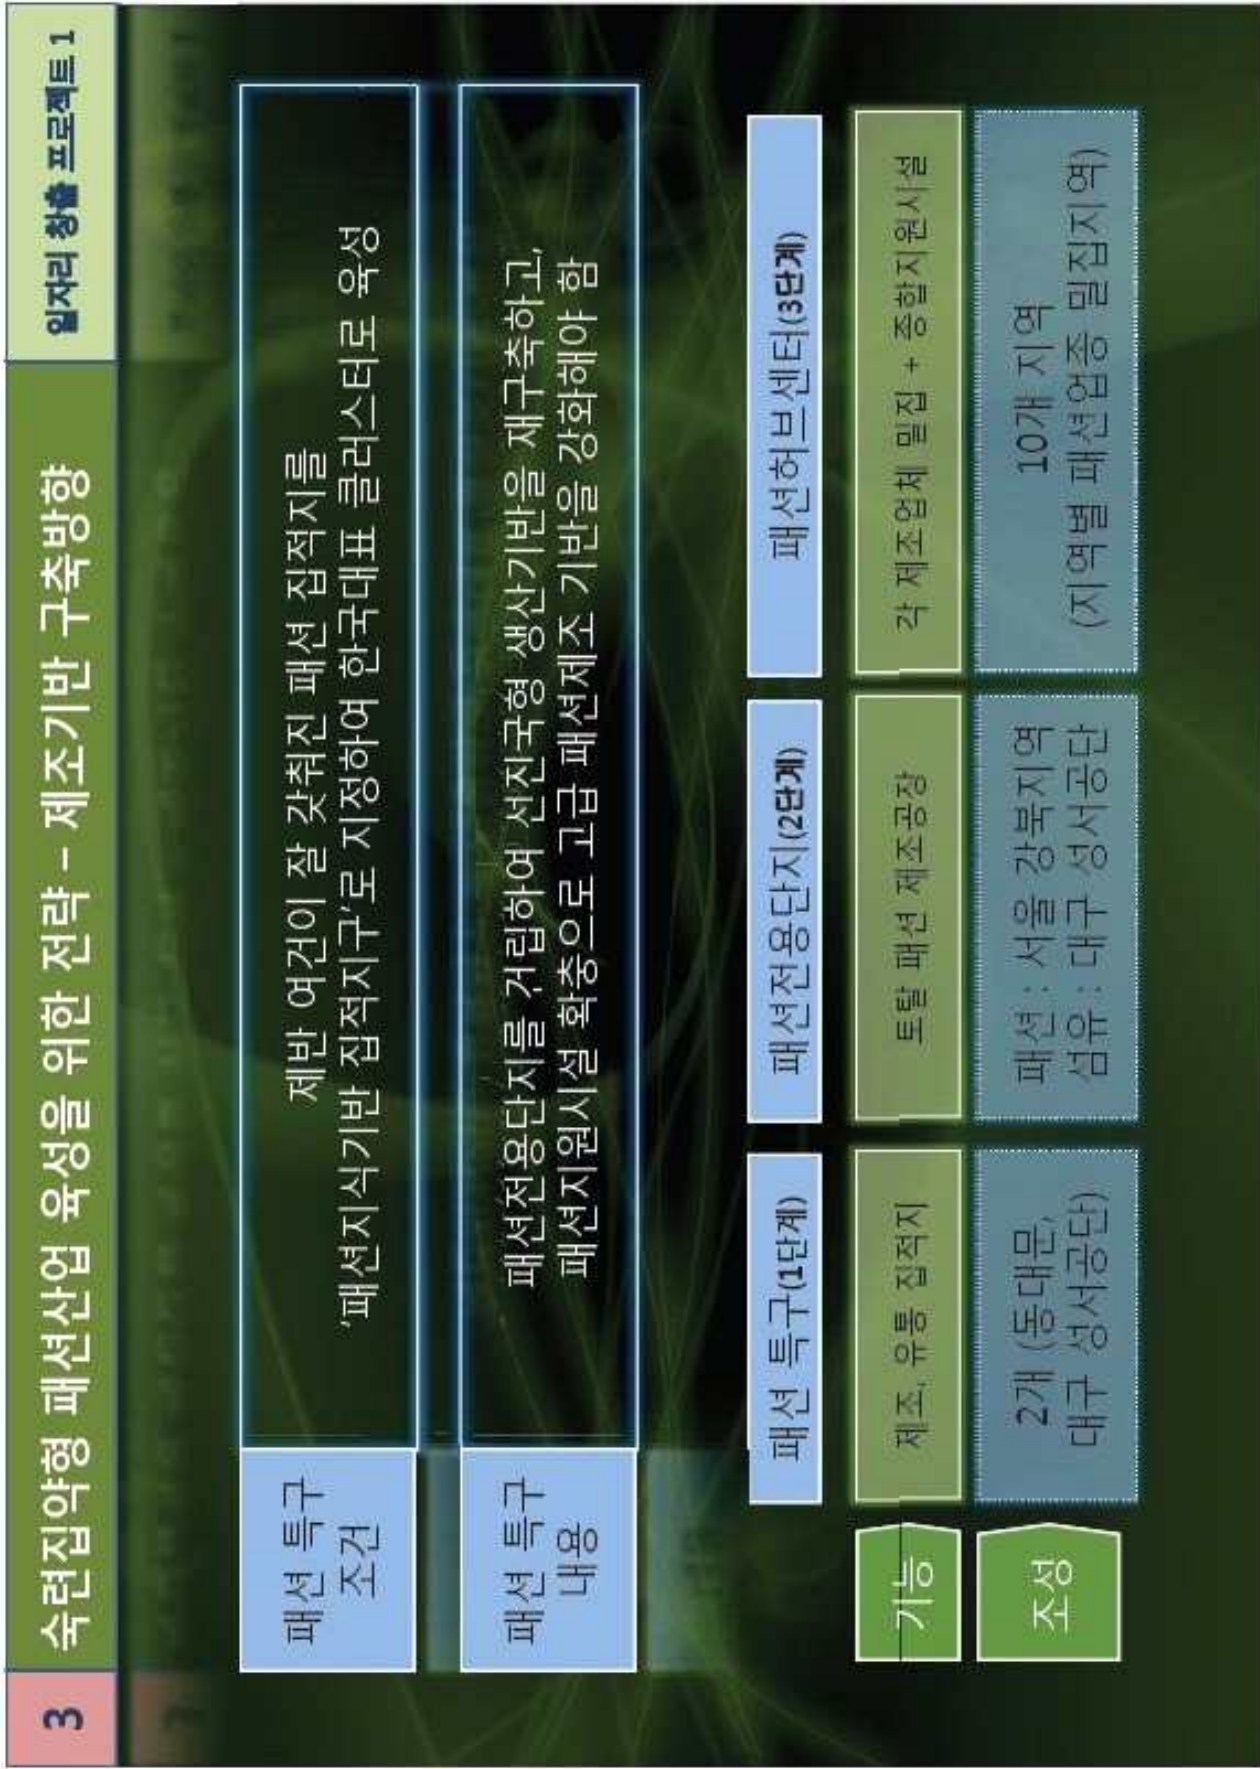 3
숙련집약형 패션산업 육성을 위한 전략 – 제조기반 구축방향
일자리 창출 프로젝트 1
패션 특구
조건
제반 여건이 잘 갖춰진 패션 집적지를
'패션지식기반 집적지구'로 지정하여 한국대표 클러스터로 육성
패션 특구
내용
패션전용단지를 거립하여 선진국형 생산기반을 재구축하고,
패션지원시설 확충으로 고급 패션제조 기반을 강화해야 함
패션 특구(1단계)
패션전용단지(2단계)
패션허브센터(3단계)
기능
제조, 유통 집적지
토탈 패션 제조공장
각 제조업체 밀집 + 종합지원시설
조성
2개 (동대문,
대구 성서공단)
패션 : 서울 강북지역
섬유 : 대구 성서공단
10개 지역
(지역별 패션업종 밀집지역)